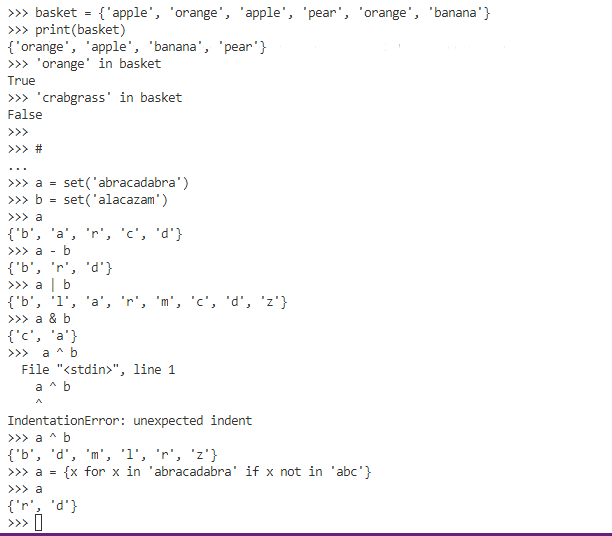 >>> basket = {'apple', 'orange', 'apple', 'pear', 'orange', 'banana'}
>>> print(basket)
{'orange', 'apple', 'banana', 'pear'}
>>> 'orange' in basket
True
>>> 'crabgrass' in basket
False
>>>
>>> #
...
>>> a = set('abracadabra')
>>> b = set('alacazam')
>>> a
{'b', 'a', 'r', 'c', 'd'}
>>> a - b
{'b', 'r', 'd'}
>>> a | b
{'b', 'l', 'a', 'r', 'm', 'c', 'd', 'z'}
>>> a & b
{'c', 'a'}
>>>  a ^ b
  File "<stdin>", line 1
    a ^ b
    ^
IndentationError: unexpected indent
>>> a ^ b
{'b', 'd', 'm', 'l', 'r', 'z'}
>>> a = {x for x in 'abracadabra' if x not in 'abc'}
>>> a
{'r', 'd'}
>>>